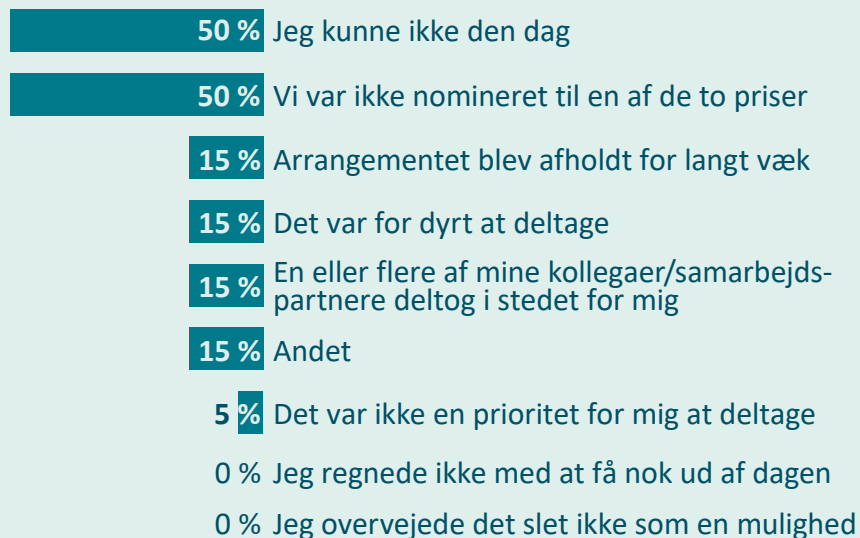 50 % Jeg kunne ikke den dag
50 % Vi var ikke nomineret til en af de to priser
15 % Arrangementet blev afholdt for langt væk
15 % Det var for dyrt at deltage
15 % En eller flere af mine kollegaer/samarbejds-
partnere deltog i stedet for mig
15 % Andet
5 % Det var ikke en prioritet for mig at deltage
0 % Jeg regnede ikke med at få nok ud af dagen
0 % Jeg overvejede det slet ikke som en mulighed